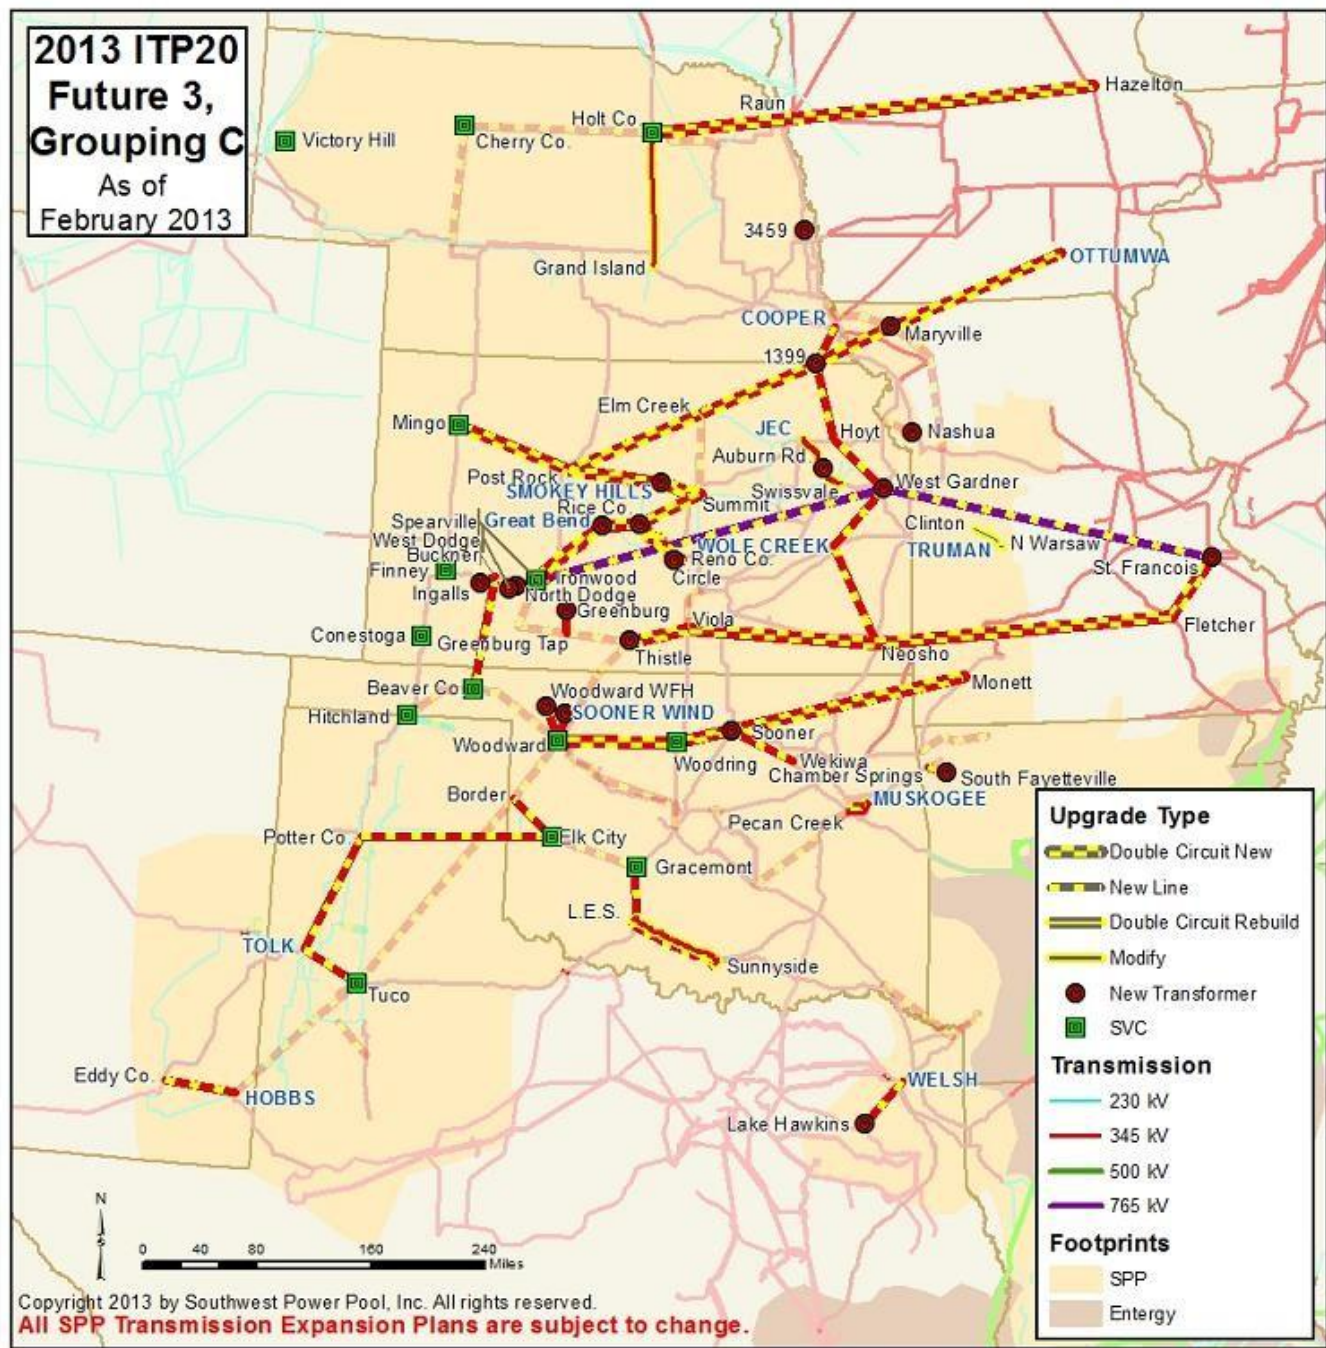 2013 ITP20
Future 3,
Grouping C
As of
February 2013
Hazelton
Raun
Holt Co
Cherry Co.
Victory Hill
3459
Grand Island
OTTUMWA
COOPER
Maryville
1399
Elm Creek
Mingo
JEC
Hoyt
Nashua
Auburn Rd.
Post Rock
SMOKEY HILLS
Swissvale
West Gardner
Summit
Rice Co.
Spearville
Great Bend
West Dodge
Buckner
Clinton
WOLF CREEK
TRUMAN
N Warsaw
Reno Co.
St. Francois
Finney
Ironwood
Circle
Ingalls
North Dodge
Greenburg
Conestoga
Greenburg Tap
Viola
Fletcher
Thistle
Neosho
Beaver Co
Monett
Woodward WFH
Hitchland
SOONER WIND
Woodward
Sooner
Woodring
Wekiwa
Chamber Springs
South Fayetteville
Border
MUSKOGEE
Pecan Creek
Potter Co.
Elk City
Gracemont
L.E.S.
TOLK
Sunnyside
Tuco
Eddy Co.
HOBBS
WELSH
Lake Hawkins
Upgrade Type
Double Circuit New
New Line
Double Circuit Rebuild
Modify
New Transformer
SVC
Transmission
230 kV
345 kV
500 kV
765 kV
Footprints
SPP
Entergy
N
S
0 40 80 160 240
Miles
Copyright 2013 by Southwest Power Pool, Inc. All rights reserved.
All SPP Transmission Expansion Plans are subject to change.